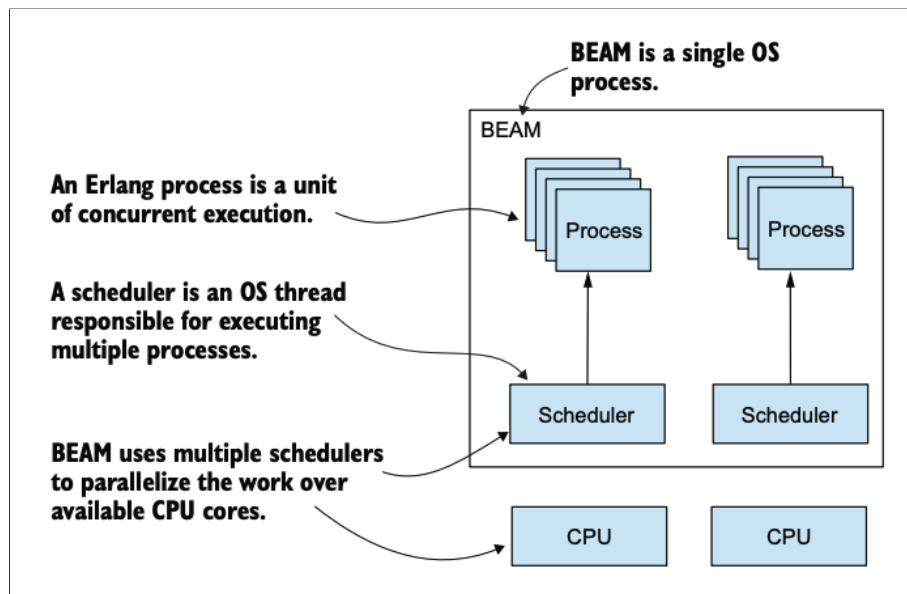 BEAM is a single OS
process.
BEAM
An Erlang process is a unit
of concurrent execution.
Process
Process
A scheduler is an OS thread
responsible for executing
multiple processes.
Scheduler
Scheduler
BEAM uses multiple schedulers
to parallelize the work over
available CPU cores.
CPU
CPU